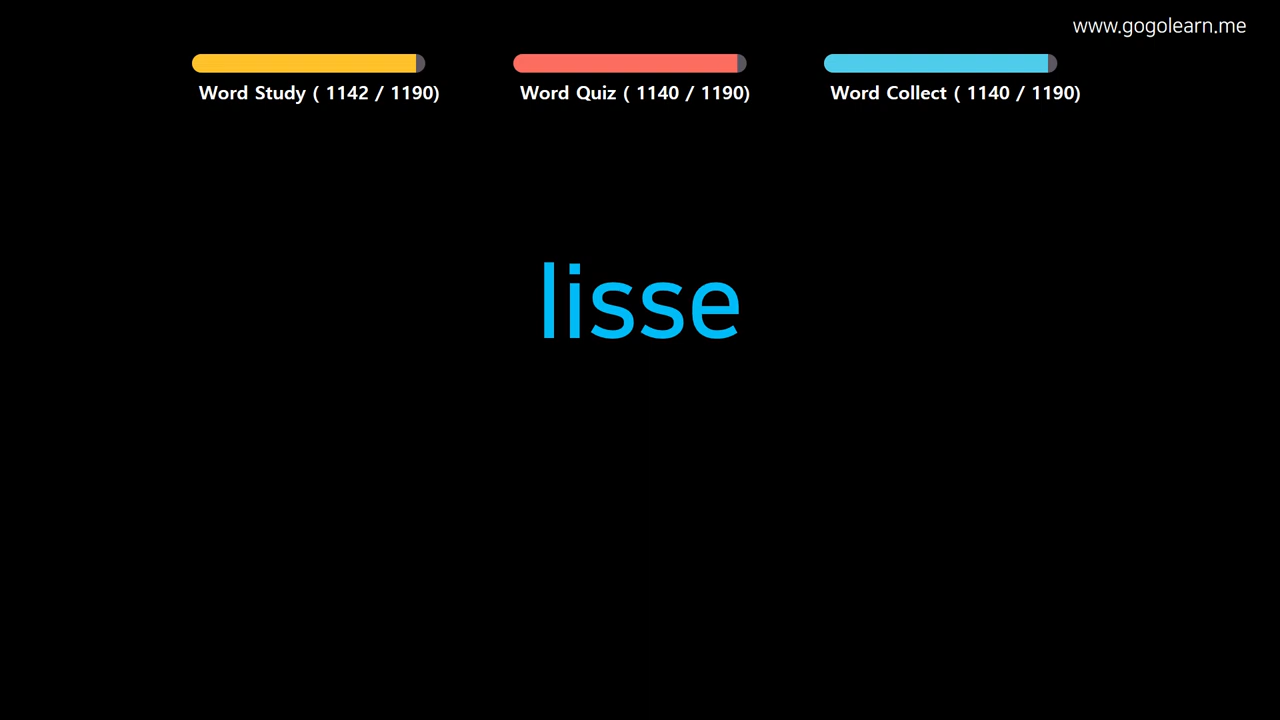 www.gogolearn.me
Word Study ( 1142 / 1190)
Word Quiz ( 1140 / 1190)
Word Collect ( 1140 / 1190)
lisse